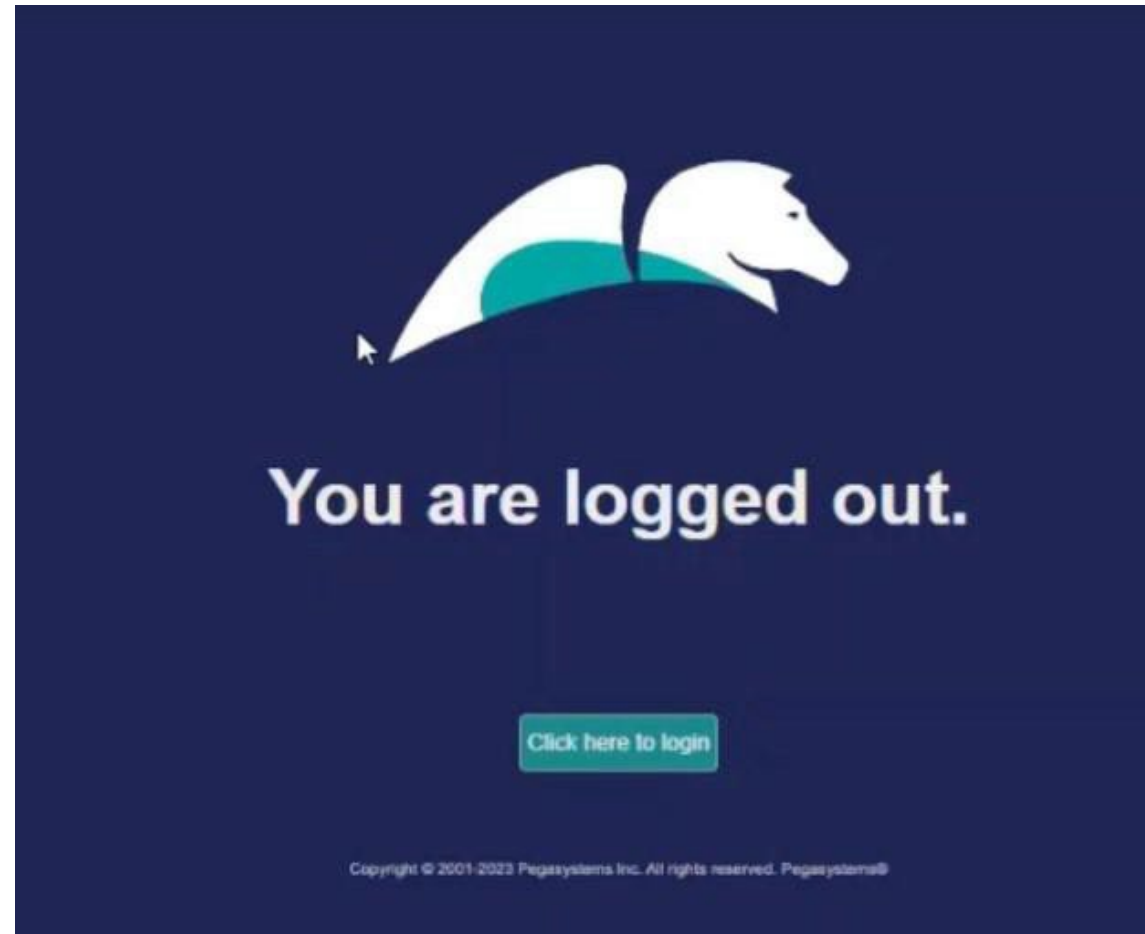 You are logged out.
Click here to login
Copyright © 2001-2023 Pegasystems Inc. All rights reserved. Pegasystems®